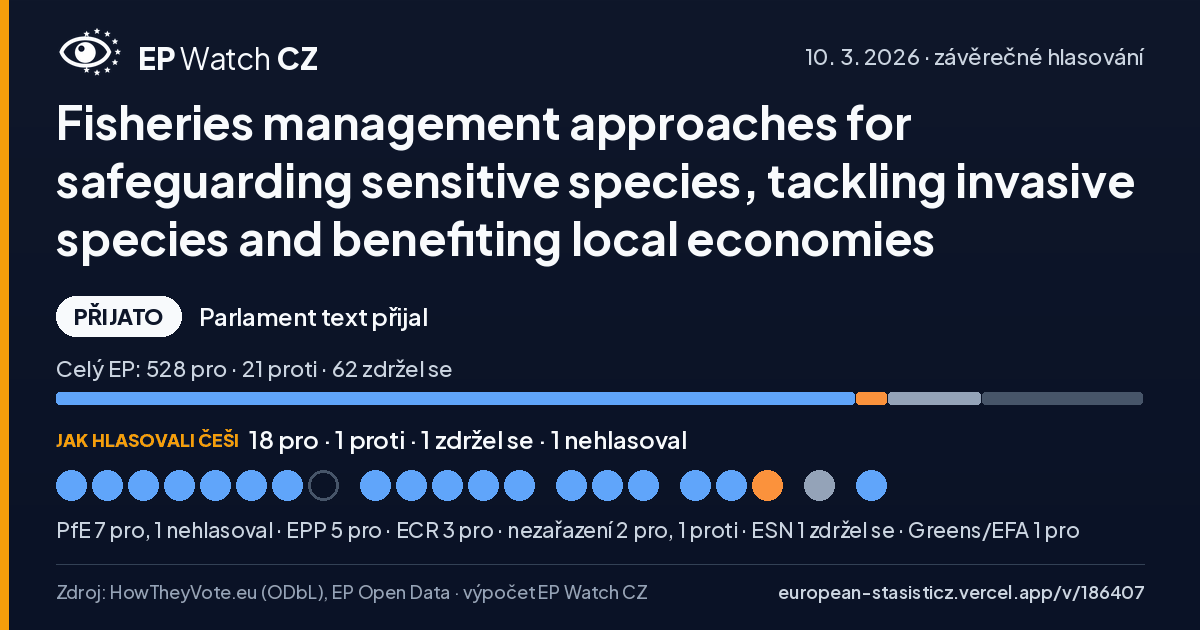 EP Watch CZ
10. 3. 2026 · závěrečné hlasování
Fisheries management approaches for
safeguarding sensitive species, tackling invasive
species and benefiting local economies
PŘIJATO Parlament text přijal
Celý EP: 528 pro · 21 proti · 62 zdržel se
JAK HLASOVALI ČEŠI 18 pro · 1 proti · 1 zdržel se · 1 nehlasoval
PfE 7 pro, 1 nehlasoval · EPP 5 pro · ECR 3 pro · nezařazení 2 pro, 1 proti · ESN 1 zdržel se · Greens/EFA 1 pro
Zdroj: HowTheyVote.eu (ODbL), EP Open Data · výpočet EP Watch CZ
european-stasisticz.vercel.app/v/186407